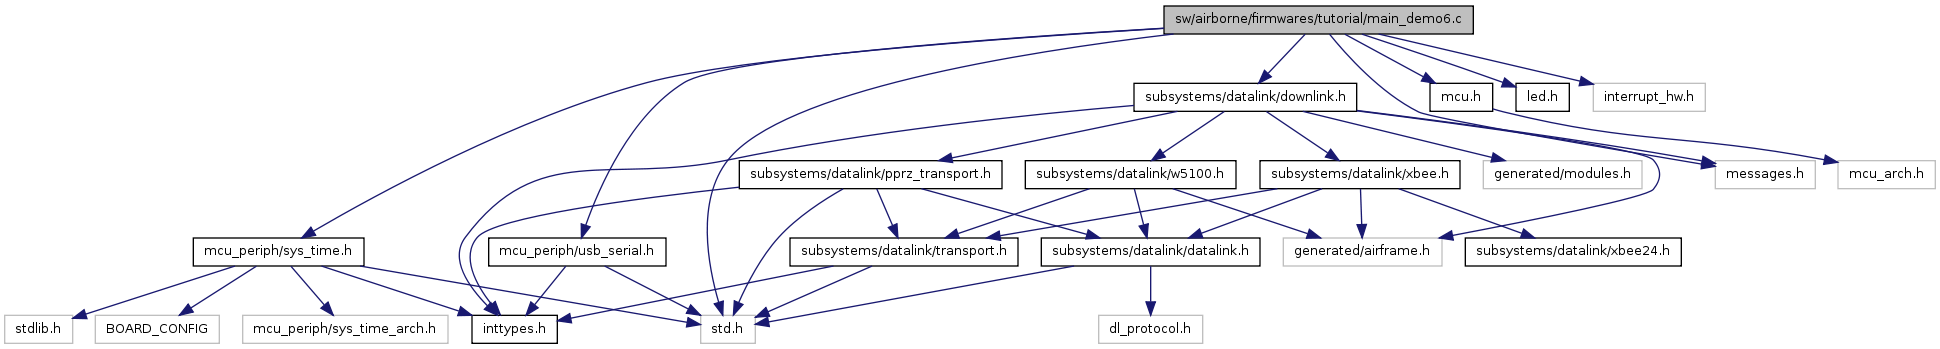 sw/airborne/firmwares/tutorial/main_demo6.c
subsystems/datalink/downlink.h
mcu.h
led.h
interrupt_hw.h
subsystems/datalink/pprz_transport.h
subsystems/datalink/w5100.h
subsystems/datalink/xbee.h
generated/modules.h
messages.h
mcu_arch.h
mcu_periph/sys_time.h
mcu_periph/usb_serial.h
subsystems/datalink/transport.h
subsystems/datalink/datalink.h
generated/airframe.h
subsystems/datalink/xbee24.h
stdlib.h
BOARD_CONFIG
mcu_periph/sys_time_arch.h
inttypes.h
std.h
dl_protocol.h